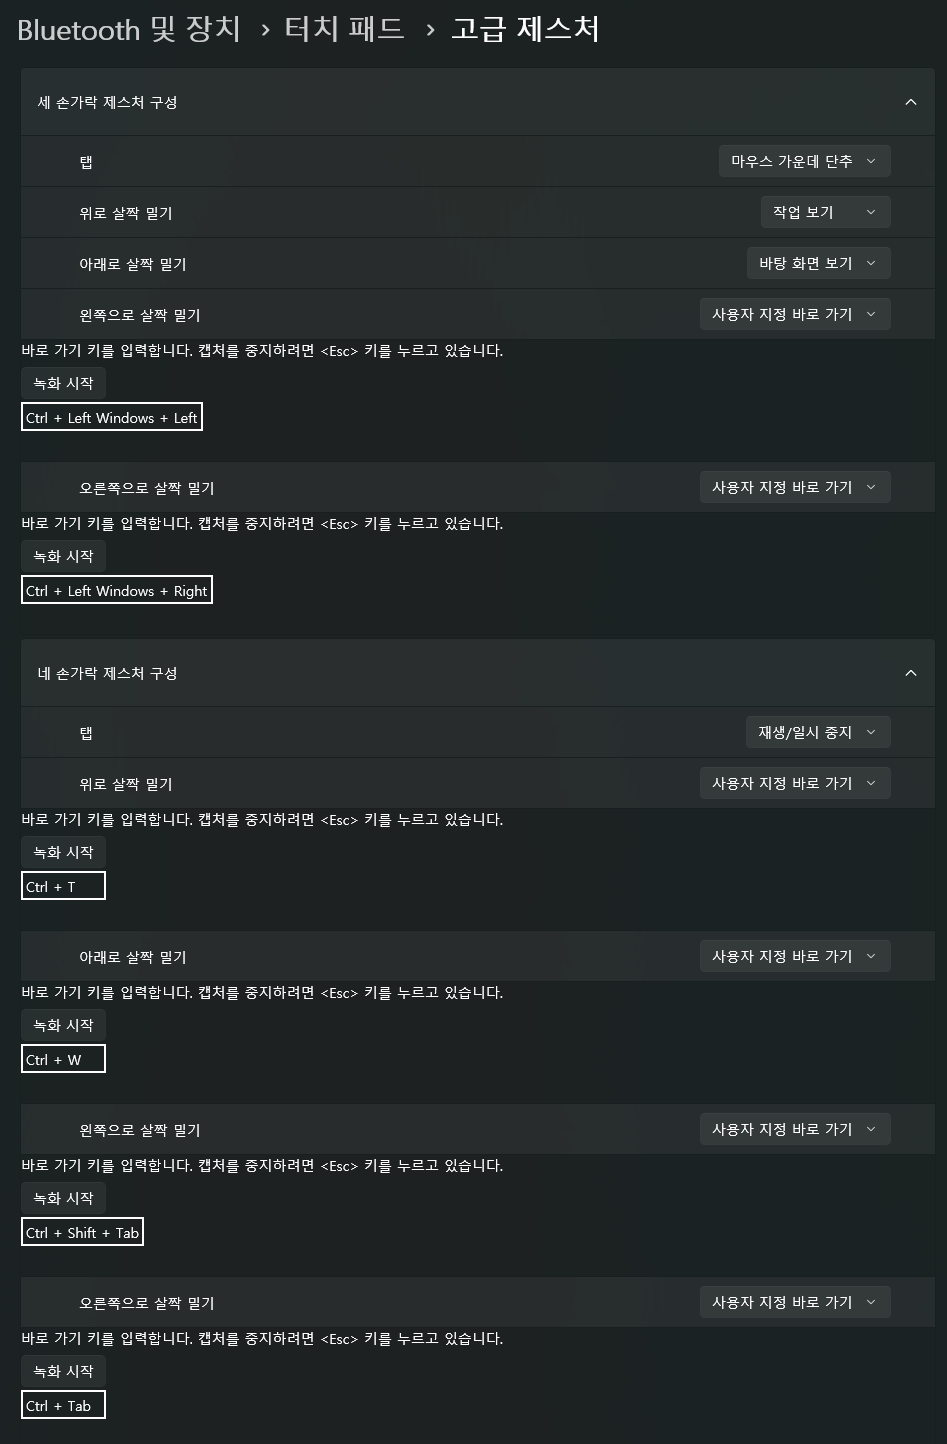 Bluetooth 및 장치 > 터치 패드 > 고급 제스처
세 손가락 제스처 구성
탭 마우스 가운데 단추
위로 살짝 밀기 작업 보기
아래로 살짝 밀기 바탕 화면 보기
왼쪽으로 살짝 밀기 사용자 지정 바로 가기
바로 가기 키를 입력합니다. 캡처를 중지하려면 <Esc> 키를 누르고 있습니다.
녹화 시작
Ctrl + Left Windows + Left
오른쪽으로 살짝 밀기 사용자 지정 바로 가기
바로 가기 키를 입력합니다. 캡처를 중지하려면 <Esc> 키를 누르고 있습니다.
녹화 시작
Ctrl + Left Windows + Right
네 손가락 제스처 구성
탭 재생/일시 중지
위로 살짝 밀기 사용자 지정 바로 가기
바로 가기 키를 입력합니다. 캡처를 중지하려면 <Esc> 키를 누르고 있습니다.
녹화 시작
Ctrl + T
아래로 살짝 밀기 사용자 지정 바로 가기
바로 가기 키를 입력합니다. 캡처를 중지하려면 <Esc> 키를 누르고 있습니다.
녹화 시작
Ctrl + W
왼쪽으로 살짝 밀기 사용자 지정 바로 가기
바로 가기 키를 입력합니다. 캡처를 중지하려면 <Esc> 키를 누르고 있습니다.
녹화 시작
Ctrl + Shift + Tab
오른쪽으로 살짝 밀기 사용자 지정 바로 가기
바로 가기 키를 입력합니다. 캡처를 중지하려면 <Esc> 키를 누르고 있습니다.
녹화 시작
Ctrl + Tab